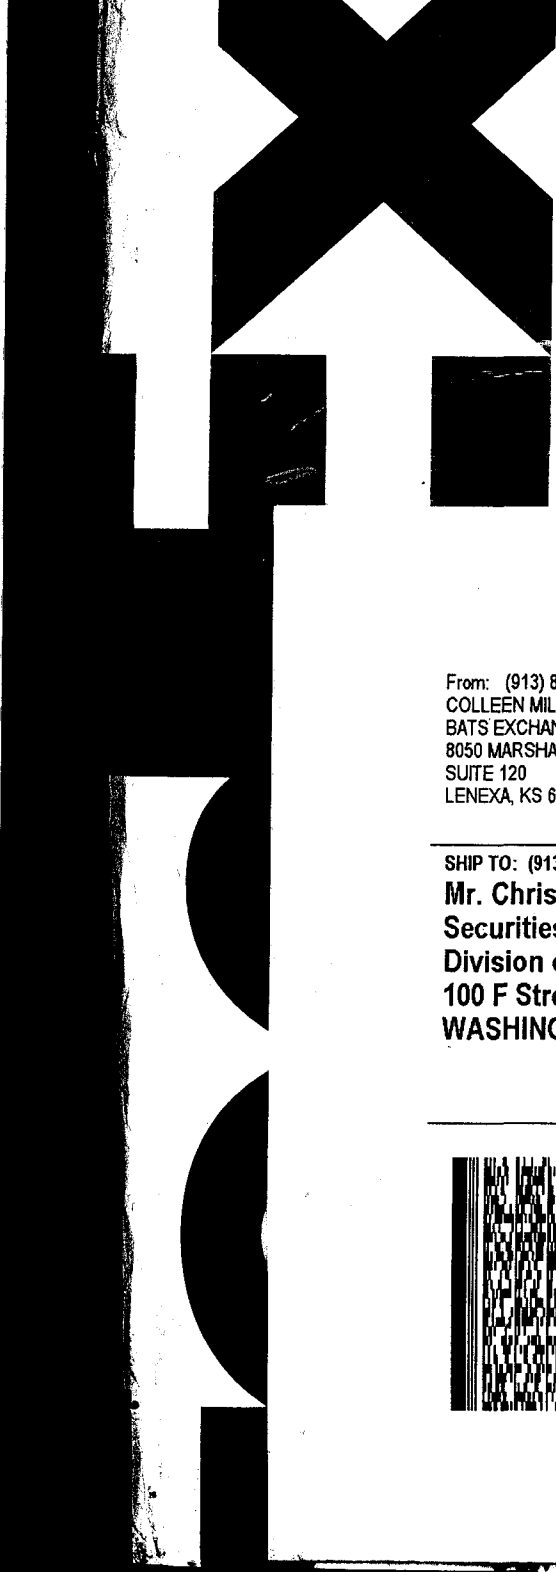 From: (913) 8
COLLEEN MIL
BATS EXCHAN
8050 MARSHA
SUITE 120
LENEXA, KS 6
SHIP TO: (913
Mr. Chris
Securities
Division
100 F Stre
WASHING